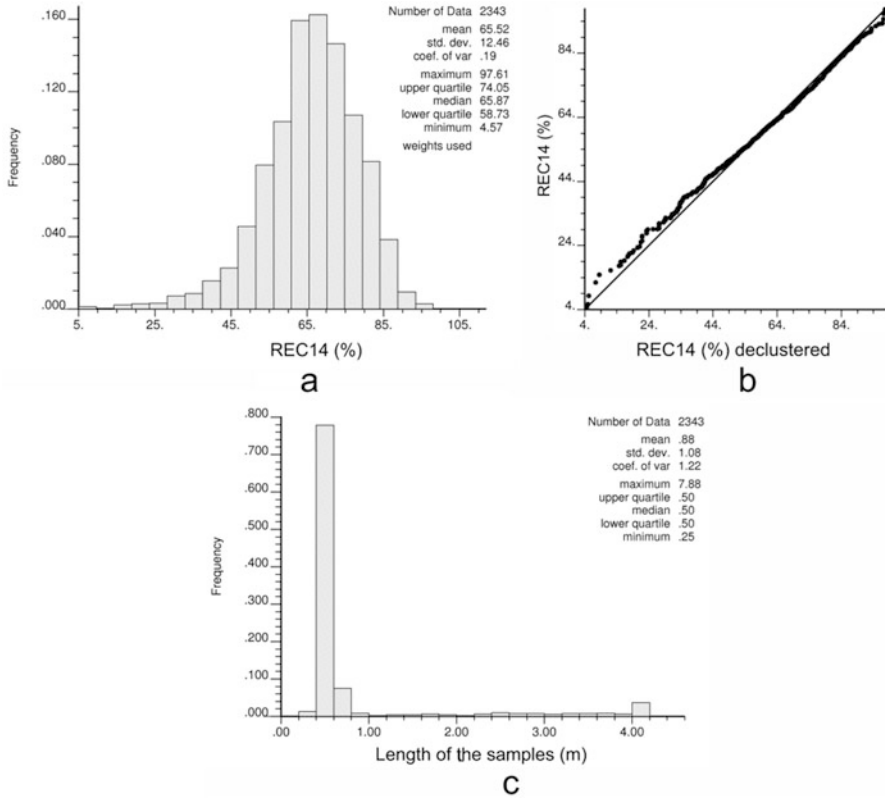 Number of Data 2343
mean 65.52
std. dev. 12.46
coef. of var .19
maximum 97.61
upper quartile 74.05
median 65.87
lower quartile 58.73
minimum 4.57
weights used
Frequency
.160
.120
.080
.040
.000
5. 25. 45. 65. 85. 105.
REC14 (%)
a
REC14 (%)
84.
64.
44.
24.
4.
4. 24. 44. 64. 84.
REC14 (%) declustered
b
Number of Data 2343
mean .88
std. dev. 1.08
coef. of var 1.22
maximum 7.88
upper quartile .50
median .50
lower quartile .50
minimum .25
Frequency
.800
.700
.600
.500
.400
.300
.200
.100
.000
.00 1.00 2.00 3.00 4.00
Length of the samples (m)
c